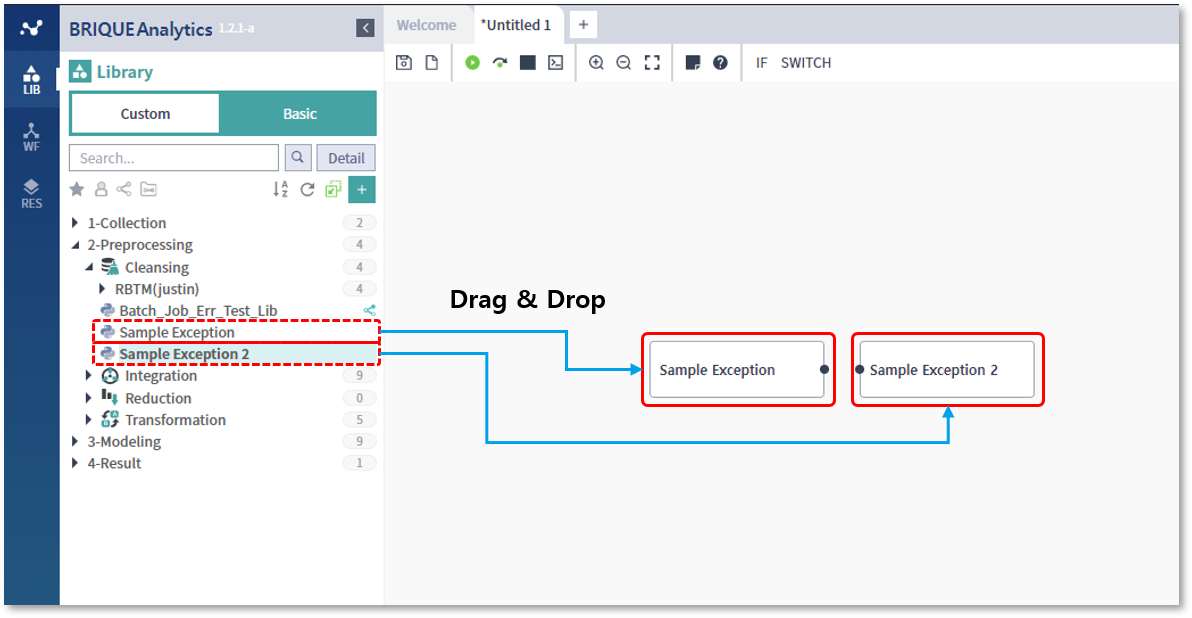 BRIQUE Analytics 1.2.1-a
Welcome
*Untitled 1
+
LIB
WF
RES
Library
Custom
Basic
Search...
Detail
+
1-Collection 2
2-Preprocessing 4
Cleansing 4
RBTM(justin) 4
Batch_Job_Err_Test_Lib
Sample Exception
Sample Exception 2
Integration 9
Reduction 0
Transformation 5
3-Modeling 9
4-Result 1
IF
SWITCH
Drag & Drop
Sample Exception
Sample Exception 2